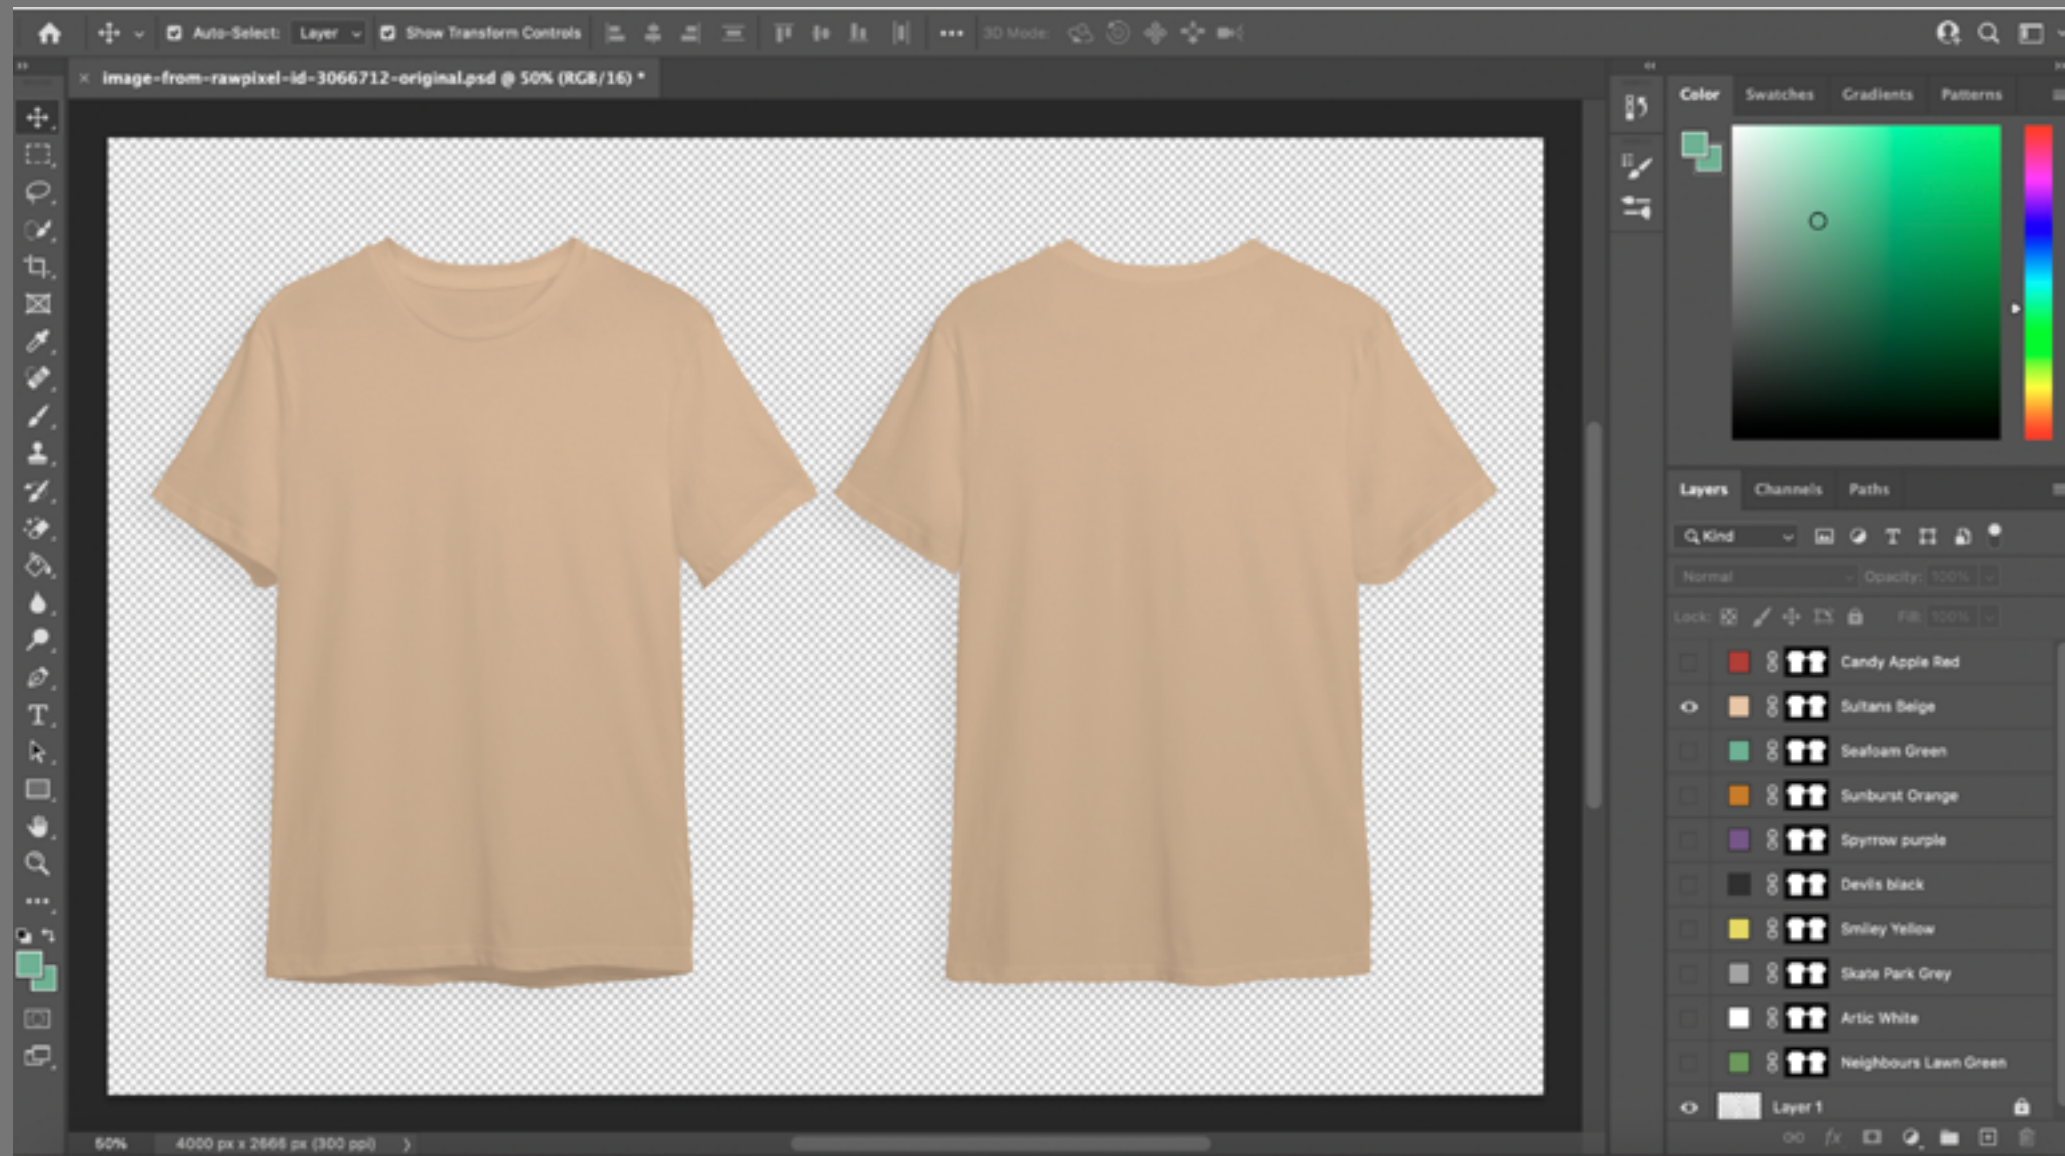 Auto-Select: Layer Show Transform Controls 3D Mode:
× image-from-rawpixel-id-3066712-original.psd @ 50% (RGB/16) *
Color Swatches Gradients Patterns
Layers Channels Paths
Kind
Normal Opacity: 100%
Lock: Fill: 100%
Candy Apple Red
Sultans Beige
Seafoam Green
Sunburst Orange
Spyrrow purple
Devils black
Smiley Yellow
Skate Park Grey
Artic White
Neighbours Lawn Green
Layer 1
fx
50% 4000 px x 2666 px (300 ppi)